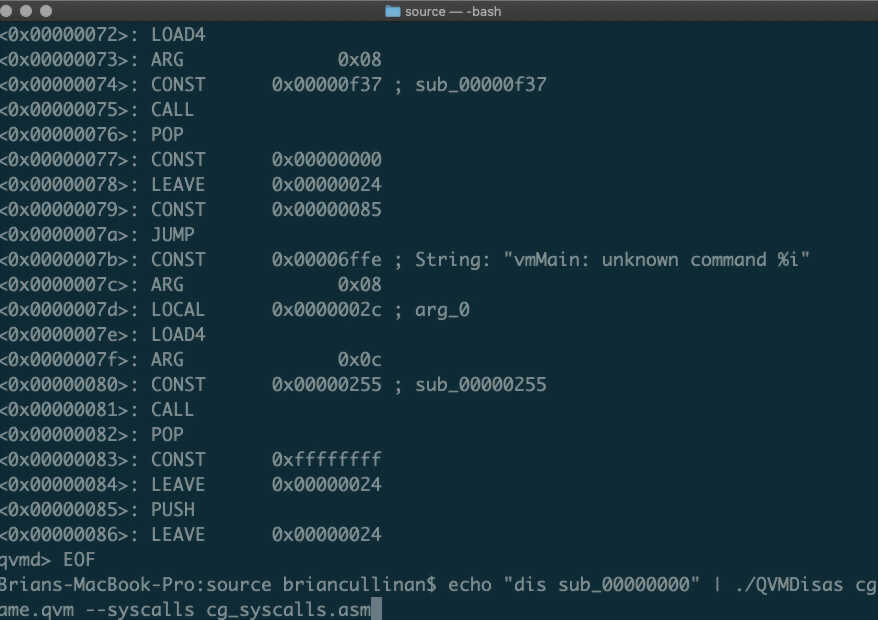 source — -bash
<0x00000072>: LOAD4
<0x00000073>: ARG 0x08
<0x00000074>: CONST 0x00000f37 ; sub_00000f37
<0x00000075>: CALL
<0x00000076>: POP
<0x00000077>: CONST 0x00000000
<0x00000078>: LEAVE 0x00000024
<0x00000079>: CONST 0x00000085
<0x0000007a>: JUMP
<0x0000007b>: CONST 0x00006ffe ; String: "vmMain: unknown command %i"
<0x0000007c>: ARG 0x08
<0x0000007d>: LOCAL 0x0000002c ; arg_0
<0x0000007e>: LOAD4
<0x0000007f>: ARG 0x0c
<0x00000080>: CONST 0x00000255 ; sub_00000255
<0x00000081>: CALL
<0x00000082>: POP
<0x00000083>: CONST 0xffffffff
<0x00000084>: LEAVE 0x00000024
<0x00000085>: PUSH
<0x00000086>: LEAVE 0x00000024
qvmd> EOF
Brians-MacBook-Pro:source briancullinan$ echo "dis sub_00000000" | ./QVMDisas cg
ame.qvm --syscalls cg_syscalls.asm